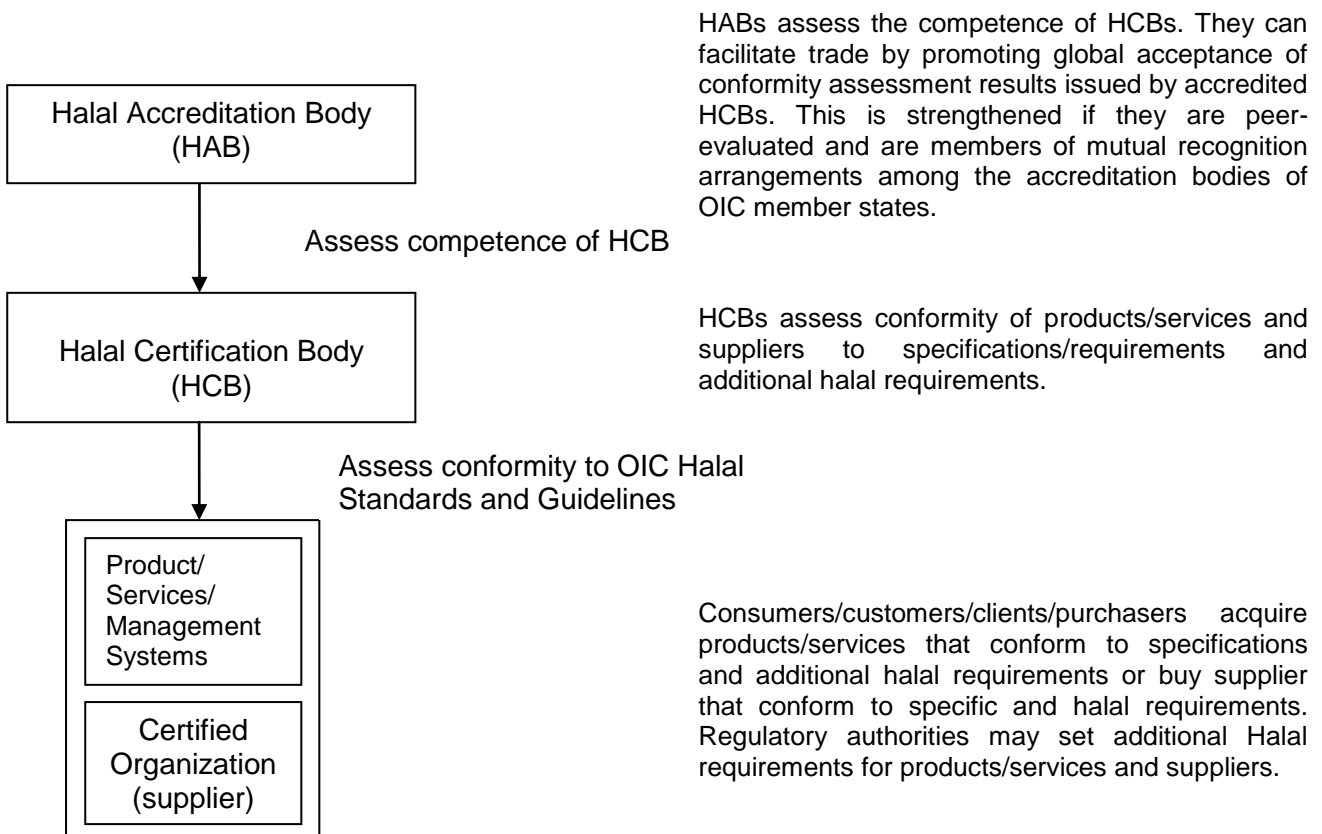 HABs assess the competence of HCBs. They can
facilitate trade by promoting global acceptance of
conformity assessment results issued by accredited
HCBs. This is strengthened if they are peer-
evaluated and are members of mutual recognition
arrangements among the accreditation bodies of
OIC member states.
Halal Accreditation Body
(HAB)
Assess competence of HCB
HCBs assess conformity of products/services and
suppliers to specifications/requirements and
additional halal requirements.
Halal Certification Body
(HCB)
Assess conformity to OIC Halal
Standards and Guidelines
Product/
Services/
Management
Systems
Consumers/customers/clients/purchasers acquire
products/services that conform to specifications
and additional halal requirements or buy supplier
that conform to specific and halal requirements.
Regulatory authorities may set additional Halal
requirements for products/services and suppliers.
Certified
Organization
(supplier)